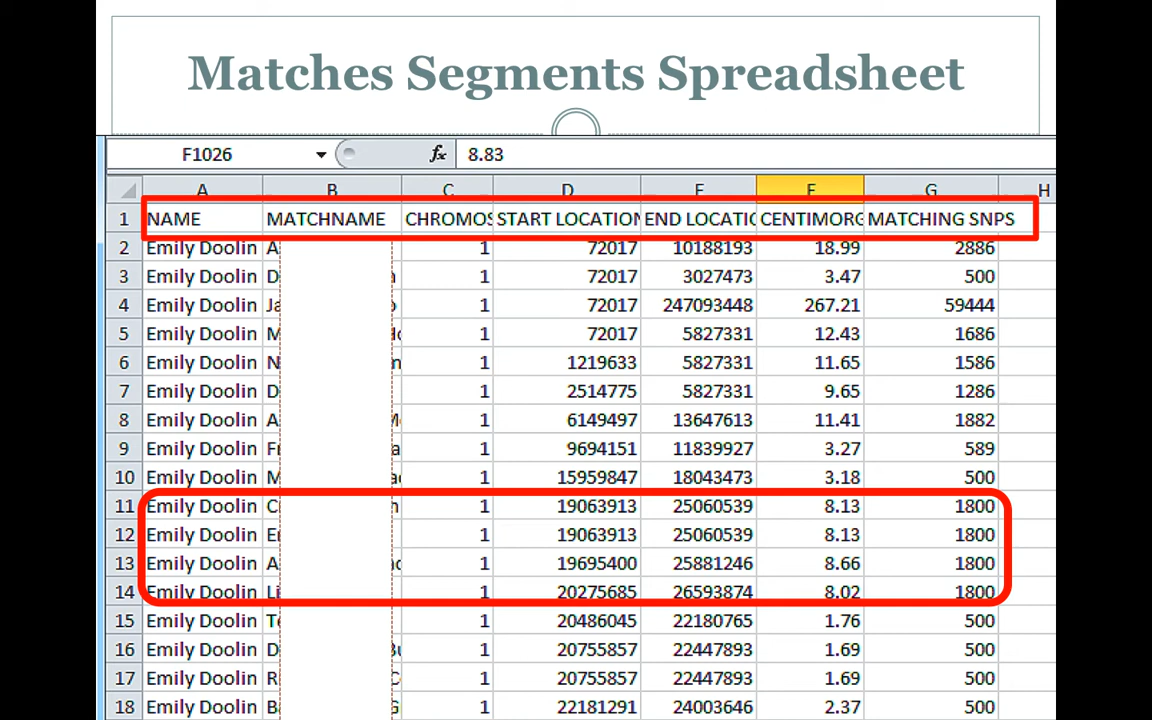 Matches Segments Spreadsheet
F1026 fx 8.83
A B C D E F G H
1 NAME MATCHNAME CHROMOS START LOCATION END LOCATIO CENTIMORG MATCHING SNPS
2 Emily Doolin A 1 72017 10188193 18.99 2886
3 Emily Doolin D 1 72017 3027473 3.47 500
4 Emily Doolin Ja 1 72017 247093448 267.21 59444
5 Emily Doolin M 1 72017 5827331 12.43 1686
6 Emily Doolin N 1 1219633 5827331 11.65 1586
7 Emily Doolin D 1 2514775 5827331 9.65 1286
8 Emily Doolin A 1 6149497 13647613 11.41 1882
9 Emily Doolin Fr 1 9694151 11839927 3.27 589
10 Emily Doolin M 1 15959847 18043473 3.18 500
11 Emily Doolin C h 1 19063913 25060539 8.13 1800
12 Emily Doolin Er 1 19063913 25060539 8.13 1800
13 Emily Doolin A 1 19695400 25881246 8.66 1800
14 Emily Doolin Li 1 20275685 26593874 8.02 1800
15 Emily Doolin Te 1 20486045 22180765 1.76 500
16 Emily Doolin D 1 20755857 22447893 1.69 500
17 Emily Doolin R 1 20755857 22447893 1.69 500
18 Emily Doolin B G 1 22181291 24003646 2.37 500